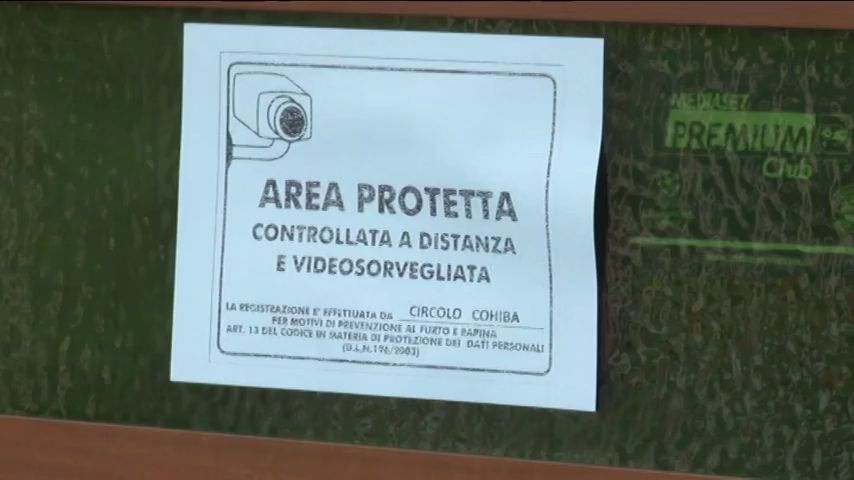 AREA PROTETTA
CONTROLLATA A DISTANZA
E VIDEOSORVEGLIATA
LA REGISTRAZIONE E' EFFETTUATA DA CIRCOLO COHIBA
PER MOTIVI DI PREVENZIONE AL FURTO E RAPINA
ART. 13 DEL CODICE IN MATERIA DI PROTEZIONE DEI DATI PERSONALI
(D.L.N.196/2003)
MEDIASET
PREMIUM
Club